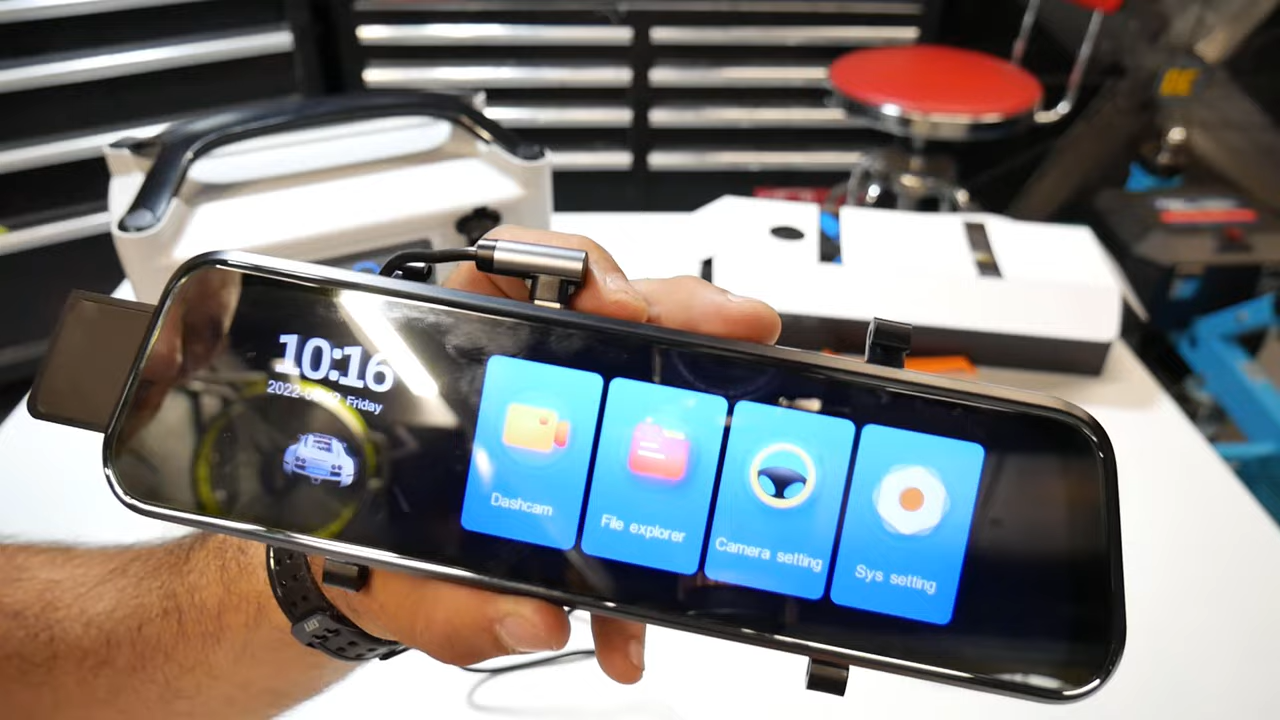 10:16
Friday
Dashcam
File explorer
Camera setting
Sys setting